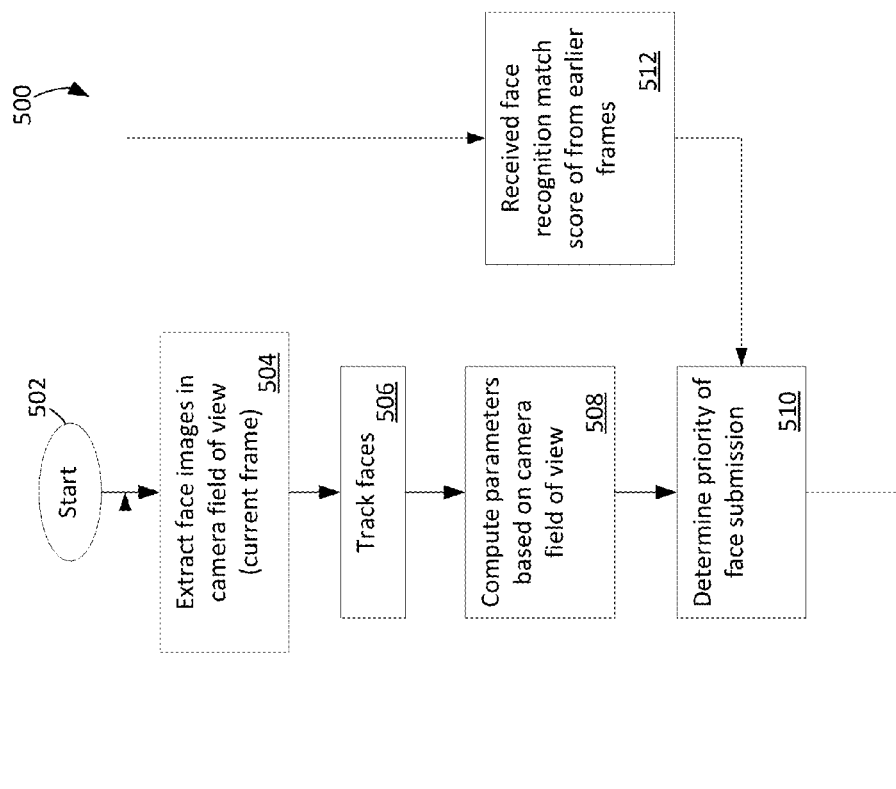 500
502
Start
Extract face images in
camera field of view
(current frame)
504
Track faces
506
Compute parameters
based on camera
field of view
508
Determine priority of
face submission
510
Received face
recognition match
score of from earlier
frames
512